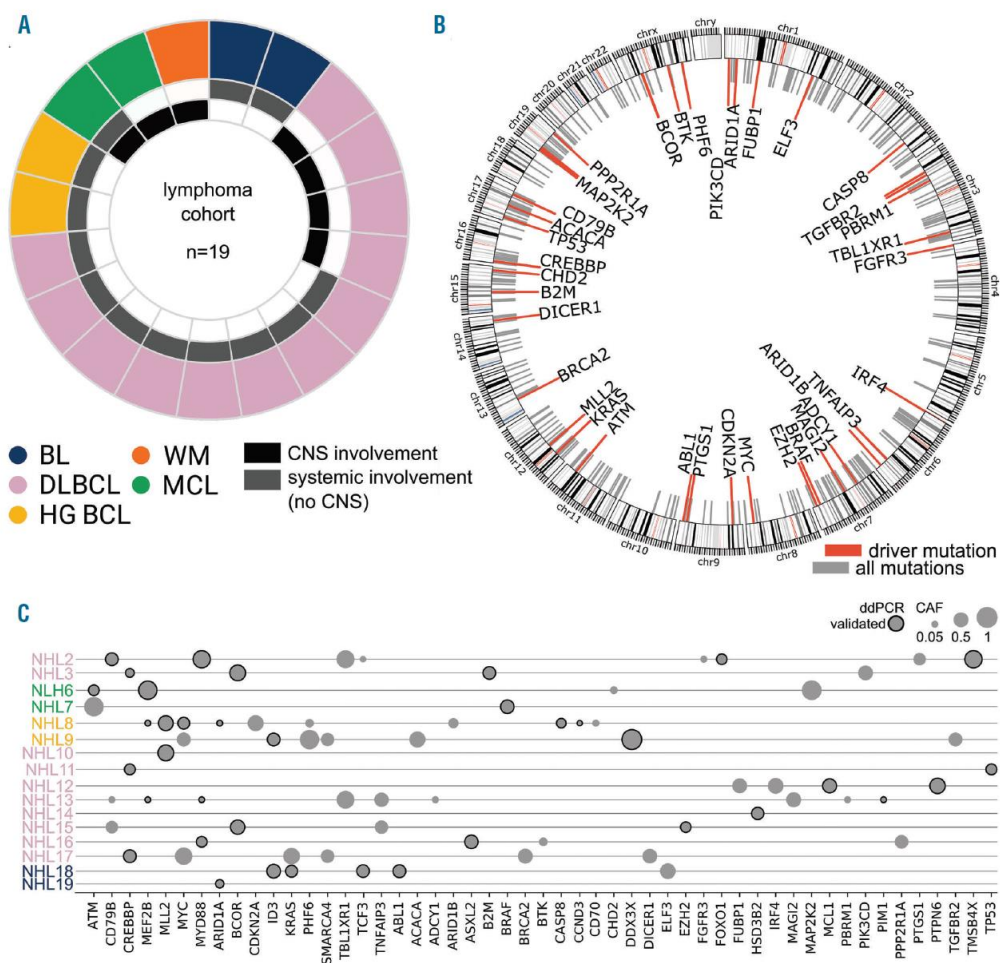 A
lymphoma
cohort
n=19
BL
DLBCL
HG BCL
WM
MCL
CNS involvement
systemic involvement
(no CNS)
B
chr1
chr2
chr3
chr4
chr5
chr6
chr7
chr8
chr9
chr10
chr11
chr12
chr13
chr14
chr15
chr16
chr17
chr18
chr19
chr20
chr21
chr22
chrx
chry
PIK3CD
ARID1A
FUBP1
ELF3
CASP8
TGFBR2
PBRM1
TBL1XR1
FGFR3
IRF4
TNFAIP3
ARID1B
ADCY1
MAGI2
BRAF
EZH2
MYC
CDKN2A
PTGS1
ABL1
ATM
KRAS
MLL2
BRCA2
DICER1
B2M
CHD2
CREBBP
TP53
ACACA
CD79B
MAP2K2
PPP2R1A
BCOR
BTK
PHF6
driver mutation
all mutations
C
ddPCR
validated
CAF
0.05 0.5 1
NHL2
NHL3
NLH6
NHL7
NHL8
NHL9
NHL10
NHL11
NHL12
NHL13
NHL14
NHL15
NHL16
NHL17
NHL18
NHL19
ATM
CD79B
CREBBP
MEF2B
MLL2
MYC
MYD88
ARID1A
BCOR
CDKN2A
ID3
KRAS
PHF6
SMARCA4
TBL1XR1
TCF3
TNFAIP3
ABL1
ACACA
ADCY1
ARID1B
ASXL2
B2M
BRAF
BRCA2
BTK
CASP8
CCND3
CD70
CHD2
DDX3X
DICER1
ELF3
EZH2
FGFR3
FOXO1
FUBP1
HSD3B2
IRF4
MAGI2
MAP2K2
MCL1
PBRM1
PIK3CD
PIM1
PPP2R1A
PTGS1
PTPN6
TGFBR2
TMSB4X
TP53